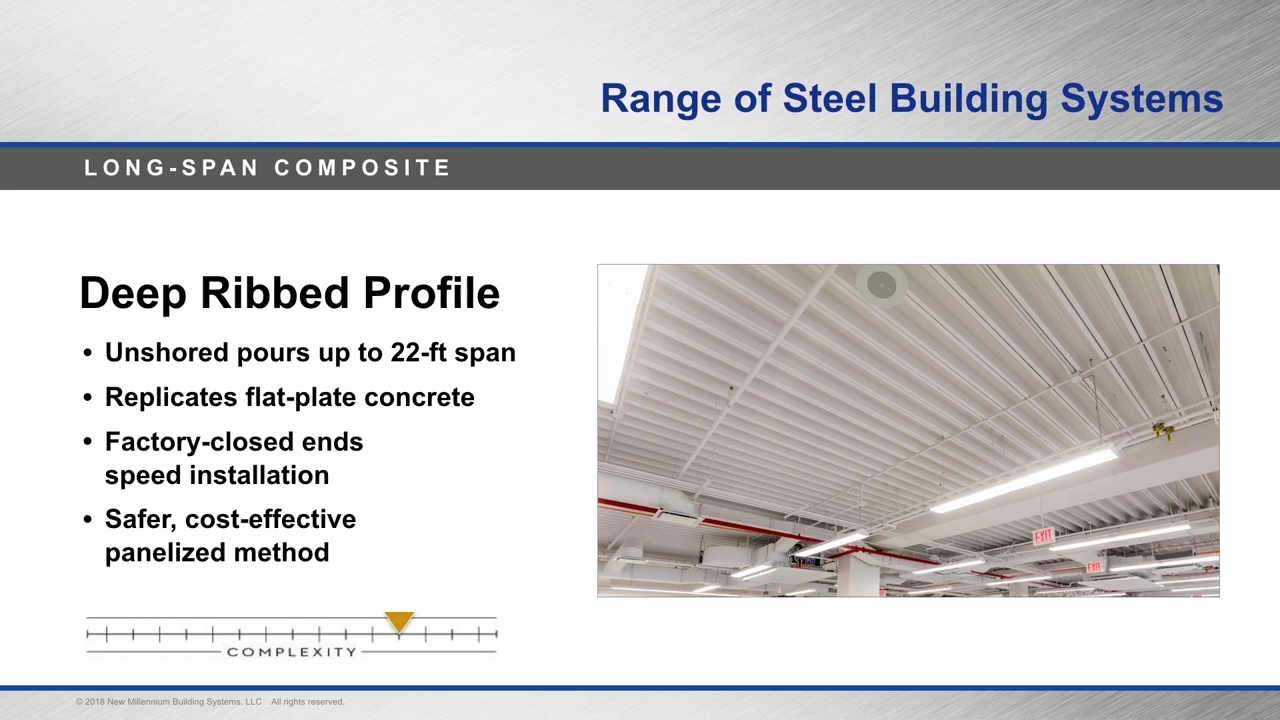 Range of Steel Building Systems
LONG-SPAN COMPOSITE
Deep Ribbed Profile
• Unshored pours up to 22-ft span
• Replicates flat-plate concrete
• Factory-closed ends
speed installation
• Safer, cost-effective
panelized method
EXIT
EXIT
COMPLEXITY
© 2018 New Millennium Building Systems, LLC All rights reserved.